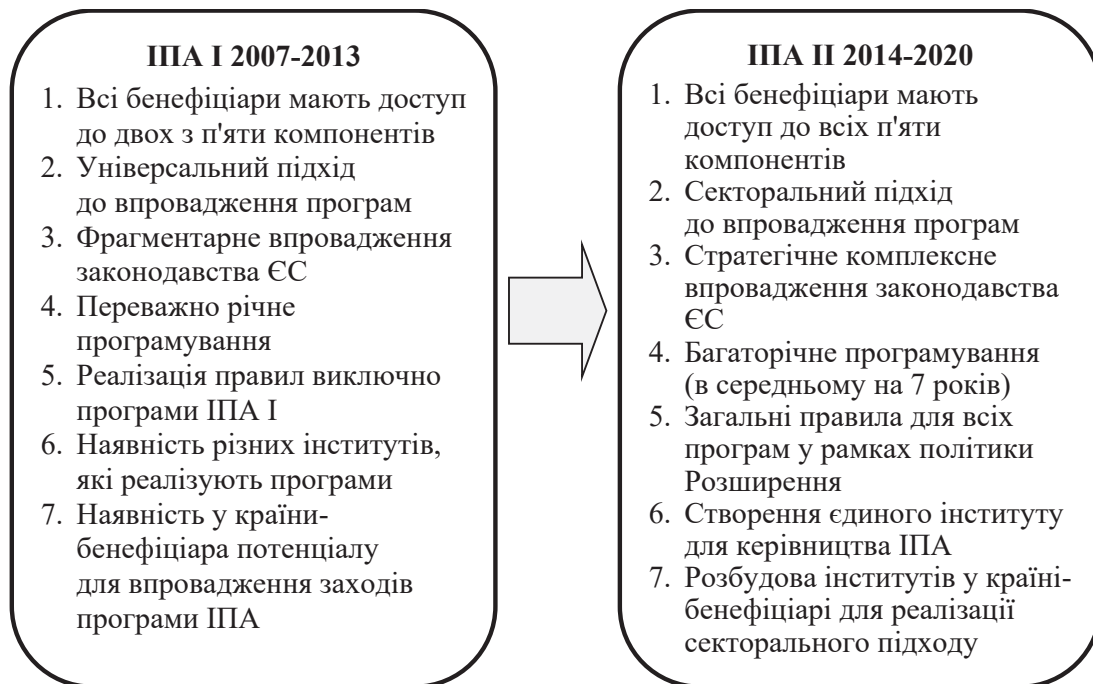 ІПА І 2007-2013
1. Всі бенефіціари мають доступ
до двох з п'яти компонентів
2. Універсальний підхід
до впровадження програм
3. Фрагментарне впровадження
законодавства ЄС
4. Переважно річне
програмування
5. Реалізація правил виключно
програми ІПА І
6. Наявність різних інститутів,
які реалізують програми
7. Наявність у країни-
бенефіціара потенціалу
для впровадження заходів
програми ІПА
ІПА ІІ 2014-2020
1. Всі бенефіціари мають
доступ до всіх п'яти
компонентів
2. Секторальний підхід
до впровадження програм
3. Стратегічне комплексне
впровадження законодавства
ЄС
4. Багаторічне програмування
(в середньому на 7 років)
5. Загальні правила для всіх
програм у рамках політики
Розширення
6. Створення єдиного інституту
для керівництва ІПА
7. Розбудова інститутів у країні-
бенефіціарі для реалізації
секторального підходу